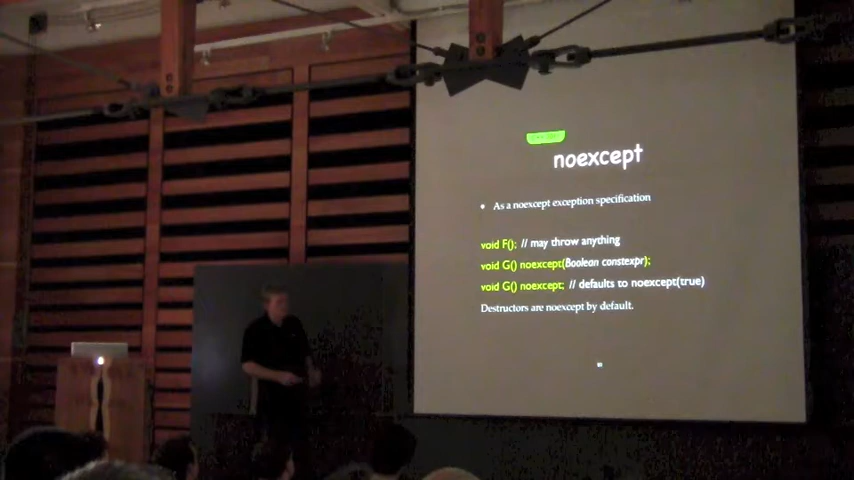 noexcept
• As a noexcept exception specification
void F(); // may throw anything
void G() noexcept(Boolean constexpr);
void G() noexcept; // defaults to noexcept(true)
Destructors are noexcept by default.